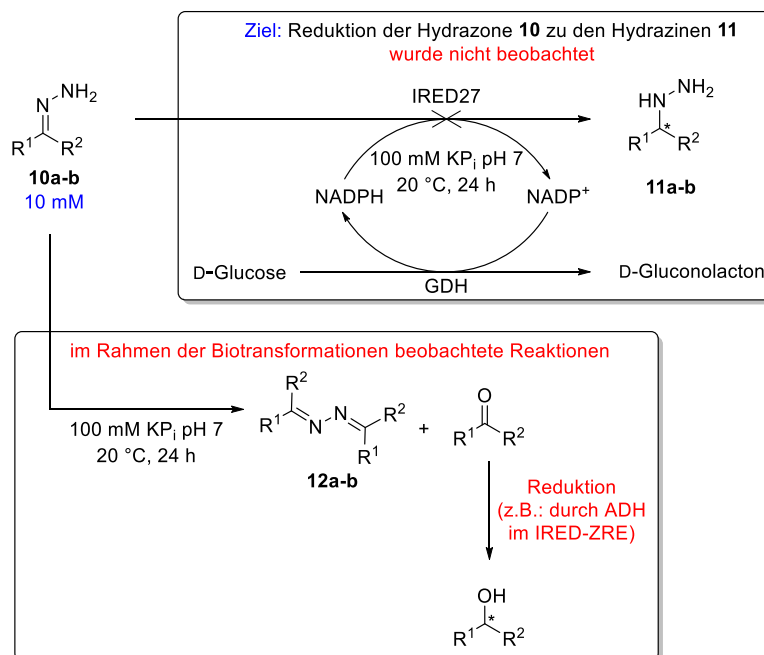 Ziel: Reduktion der Hydrazone 10 zu den Hydrazinen 11
wurde nicht beobachtet
N
NH2
R1
R2
10a-b
10 mM
IRED27
100 mM KPi pH 7
20 °C, 24 h
NADPH
NADP+
HN
NH2
*
R1
R2
11a-b
D-Glucose
GDH
D-Gluconolacton
im Rahmen der Biotransformationen beobachtete Reaktionen
100 mM KPi pH 7
20 °C, 24 h
R2
R1
N
N
R2
R1
12a-b
+
O
R1
R2
Reduktion
(z.B.: durch ADH
im IRED-ZRE)
OH
*
R1
R2